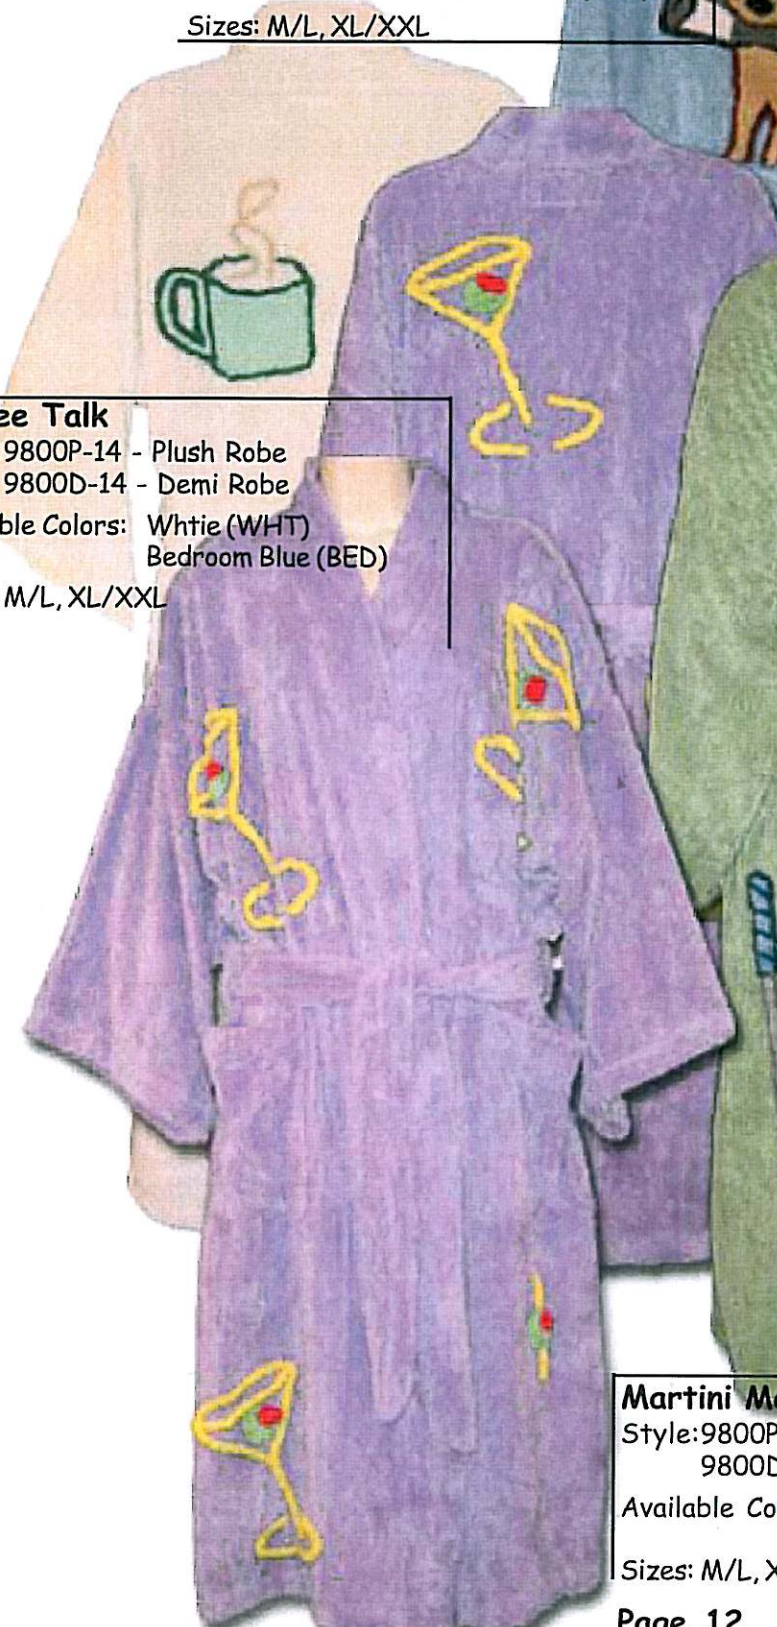 Sizes: M/L, XL/XXL
ee Talk
9800P-14 - Plush Robe
9800D-14 - Demi Robe
ble Colors: Whtie (WHT)
Bedroom Blue (BED)
M/L, XL/XXL
Martini M
Style: 9800P
9800D
Available Co
Sizes: M/L, X
Page 12